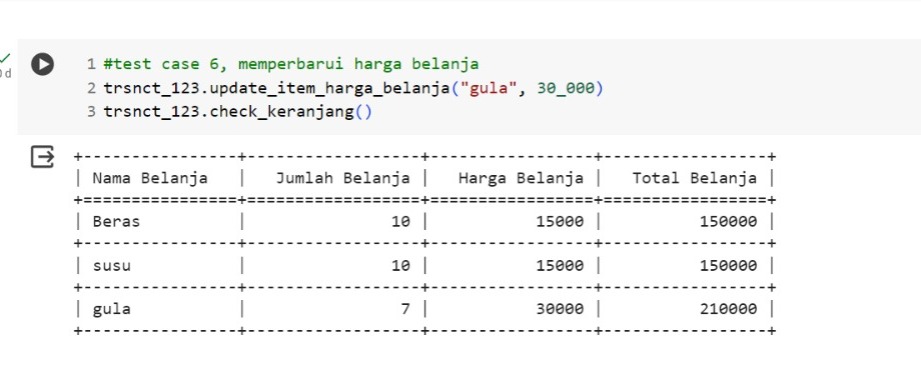 1 #test case 6, memperbarui harga belanja
0 d
2 trsnct_123.update_item_harga_belanja("gula", 30_000)
3 trsnct_123.check_keranjang()
+-----------------+------------------+-----------------+-----------------+
| Nama Belanja | Jumlah Belanja | Harga Belanja | Total Belanja |
+=================+==================+=================+=================+
| Beras | 10 | 15000 | 150000 |
+-----------------+------------------+-----------------+-----------------+
| susu | 10 | 15000 | 150000 |
+-----------------+------------------+-----------------+-----------------+
| gula | 7 | 30000 | 210000 |
+-----------------+------------------+-----------------+-----------------+